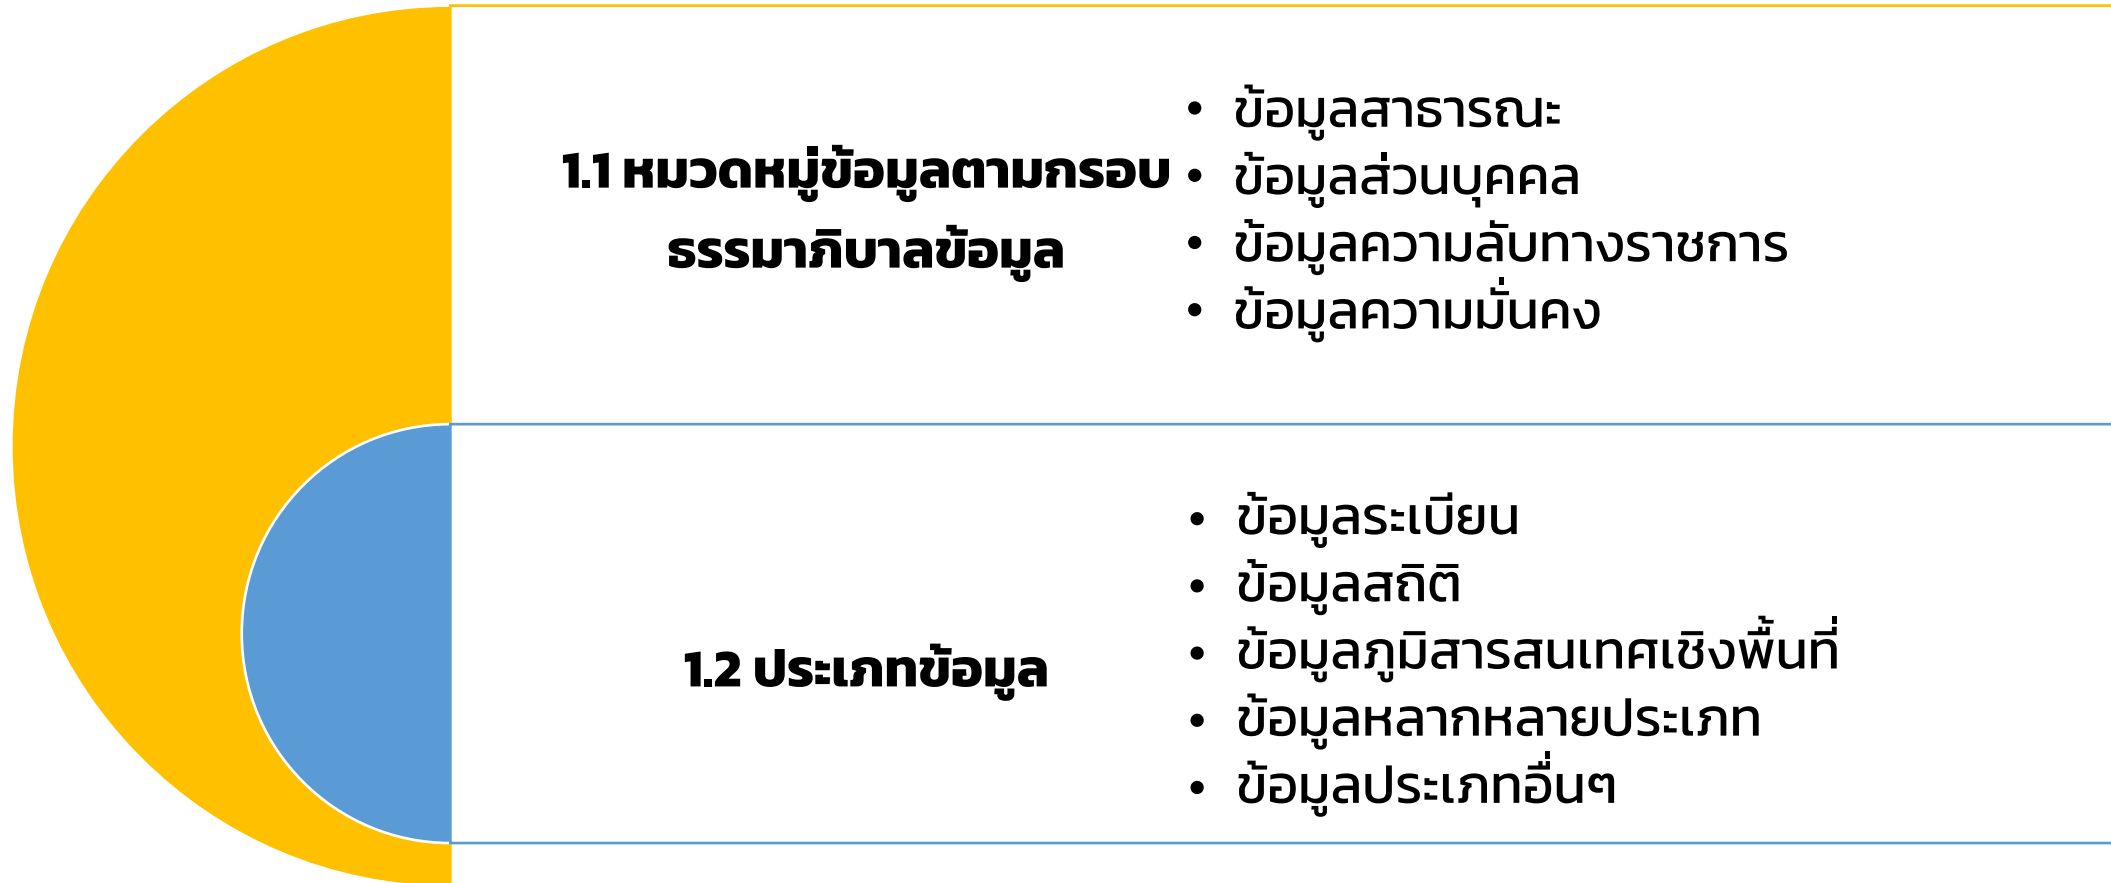 1.1 หมวดหมู่ข้อมูลตามกรอบ
ธรรมาภิบาลข้อมูล
• ข้อมูลสาธารณะ
• ข้อมูลส่วนบุคคล
• ข้อมูลความลับทางราชการ
• ข้อมูลความมั่นคง
1.2 ประเภทข้อมูล
• ข้อมูลระเบียน
• ข้อมูลสถิติ
• ข้อมูลภูมิสารสนเทศเชิงพื้นที่
• ข้อมูลหลากหลายประเภท
• ข้อมูลประเภทอื่นๆ